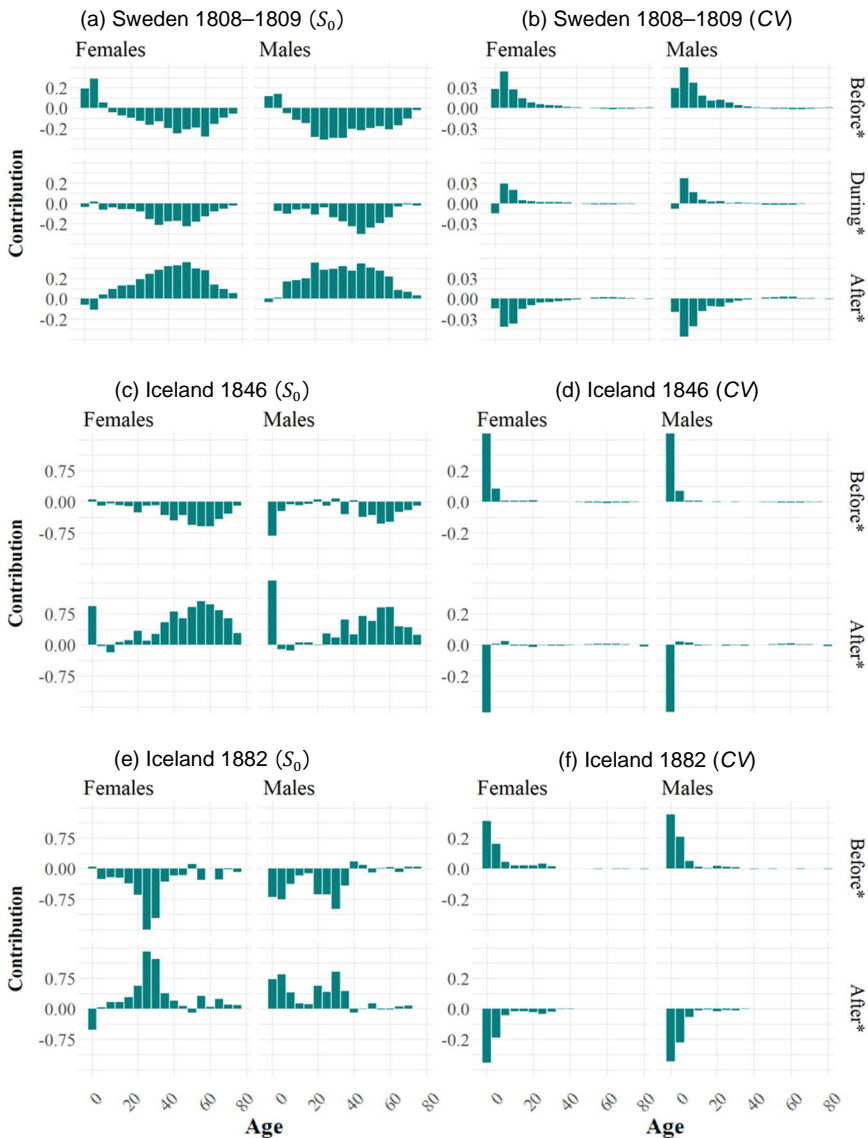 (a) Sweden 1808–1809 (S₀)
(b) Sweden 1808–1809 (CV)
Females Males Females Males
0.2
0.0
-0.2
0.03
0.00
-0.03
Before*
0.2
0.0
-0.2
0.03
0.00
-0.03
During*
0.2
0.0
-0.2
0.03
0.00
-0.03
After*
Contribution
(c) Iceland 1846 (S₀)
(d) Iceland 1846 (CV)
Females Males Females Males
0.75
0.00
-0.75
0.2
0.0
-0.2
Before*
0.75
0.00
-0.75
0.2
0.0
-0.2
After*
Contribution
(e) Iceland 1882 (S₀)
(f) Iceland 1882 (CV)
Females Males Females Males
0.75
0.00
-0.75
0.2
0.0
-0.2
Before*
0.75
0.00
-0.75
0.2
0.0
-0.2
After*
Contribution
0 20 40 60 80 0 20 40 60 80 0 20 40 60 80 0 20 40 60 80
Age Age